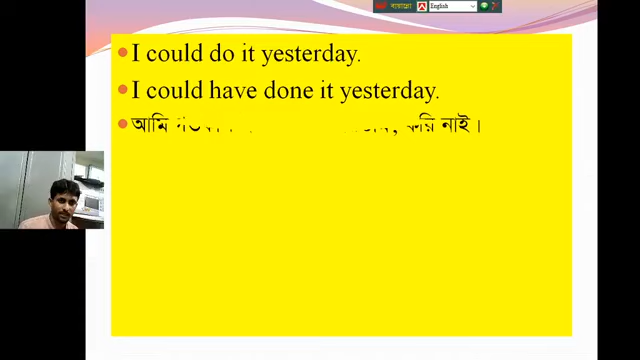 বায়ান্নো English
I could do it yesterday.
I could have done it yesterday.
আমি করি নাই।